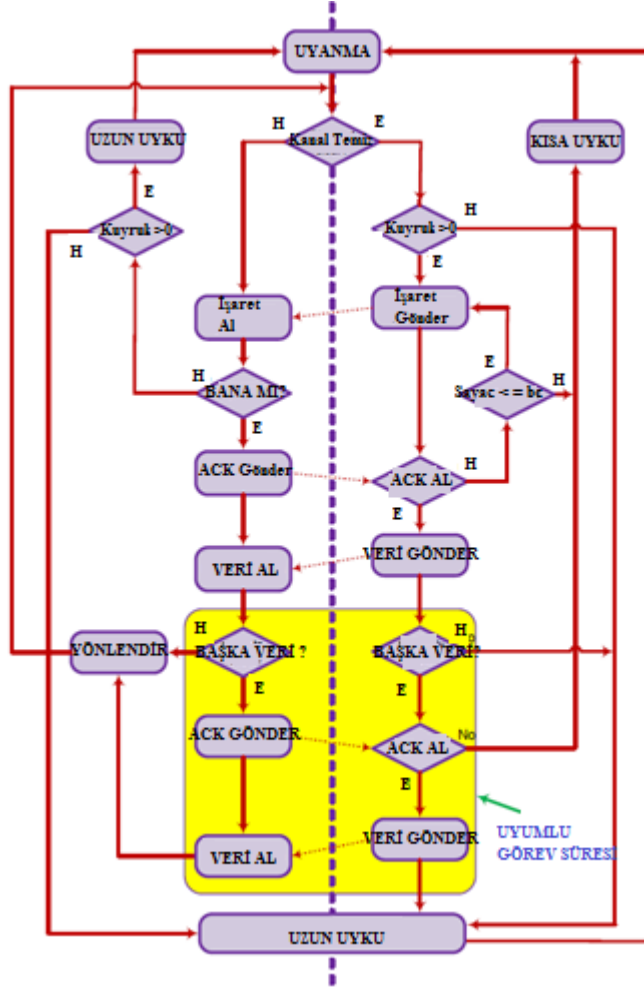 UYANMA
H
E
Kanal Temiz
UZUN UYKU
KISA UYKU
E
Kuyruk >0
H
Kuyruk >0
H
E
İşaret
Al
İşaret
Gönder
H
BANA MI?
E
E
Sayac < = bc
H
ACK Gönder
ACK AL
H
E
VERİ AL
VERİ GÖNDER
YÖNLENDİR
H
BAŞKA VERİ ?
E
H
BAŞKA VERİ?
E
ACK GÖNDER
ACK AL
No
E
UYUMLU
GÖREV SÜRESİ
VERİ AL
VERİ GÖNDER
UZUN UYKU